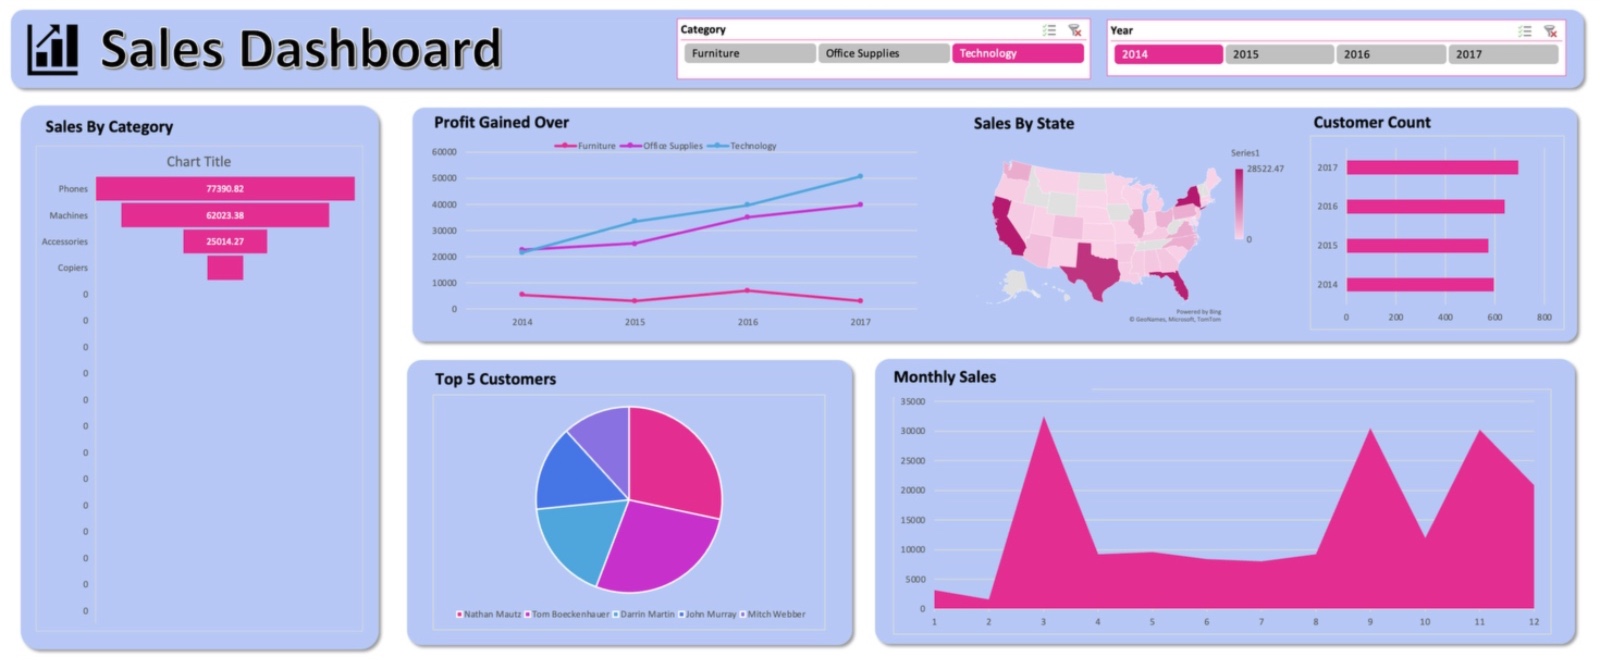 Sales Dashboard
Category
Furniture
Office Supplies
Technology
Year
2014
2015
2016
2017
Sales By Category
Chart Title
Phones
77390.82
Machines
62023.38
Accessories
25014.27
Copiers
0
0
0
0
0
0
0
0
0
0
0
0
0
Profit Gained Over
Furniture
Office Supplies
Technology
60000
50000
40000
30000
20000
10000
0
2014
2015
2016
2017
Sales By State
Series1
28522.47
0
Powered by Bing
© GeoNames, Microsoft, TomTom
Customer Count
2017
2016
2015
2014
0
200
400
600
800
Top 5 Customers
Nathan Mautz
Tom Boeckenhauer
Darrin Martin
John Murray
Mitch Webber
Monthly Sales
35000
30000
25000
20000
15000
10000
5000
0
1
2
3
4
5
6
7
8
9
10
11
12